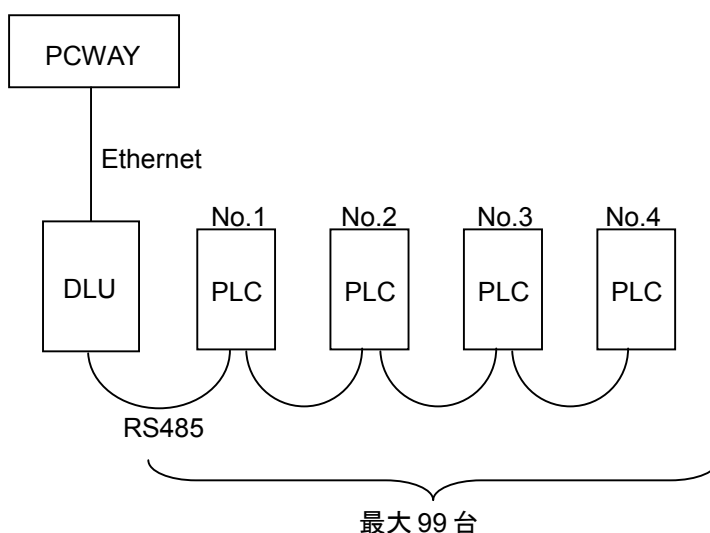 PCWAY
Ethernet
No.1 No.2 No.3 No.4
DLU PLC PLC PLC PLC
RS485
最大 99 台